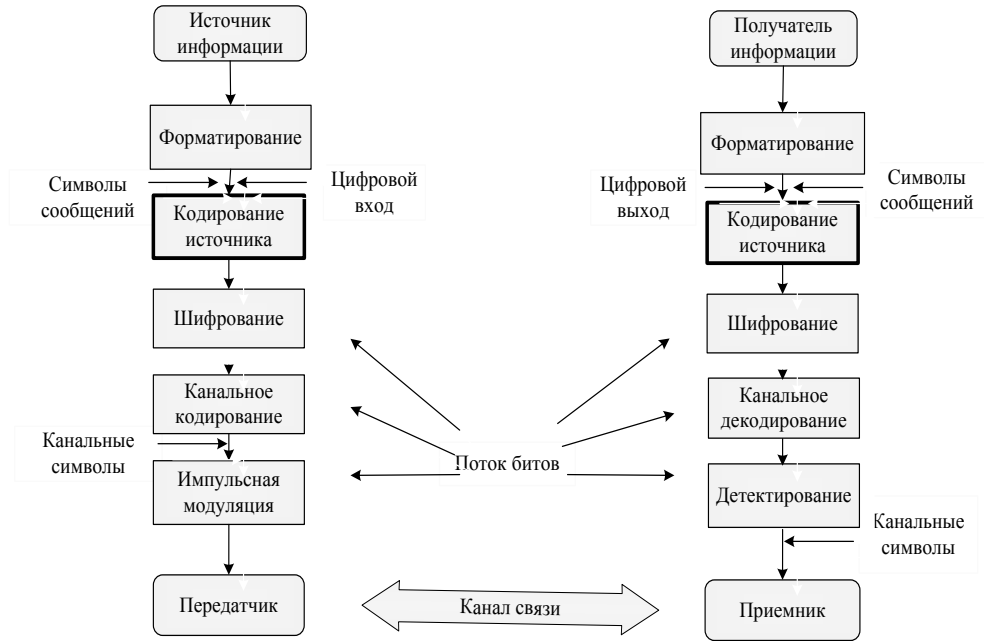 Источник
информации
Форматирование
Символы
сообщений
Цифровой
вход
Кодирование
источника
Шифрование
Канальное
кодирование
Канальные
символы
Импульсная
модуляция
Передатчик
Поток битов
Канал связи
Получатель
информации
Форматирование
Цифровой
выход
Символы
сообщений
Кодирование
источника
Шифрование
Канальное
декодирование
Детектирование
Канальные
символы
Приемник